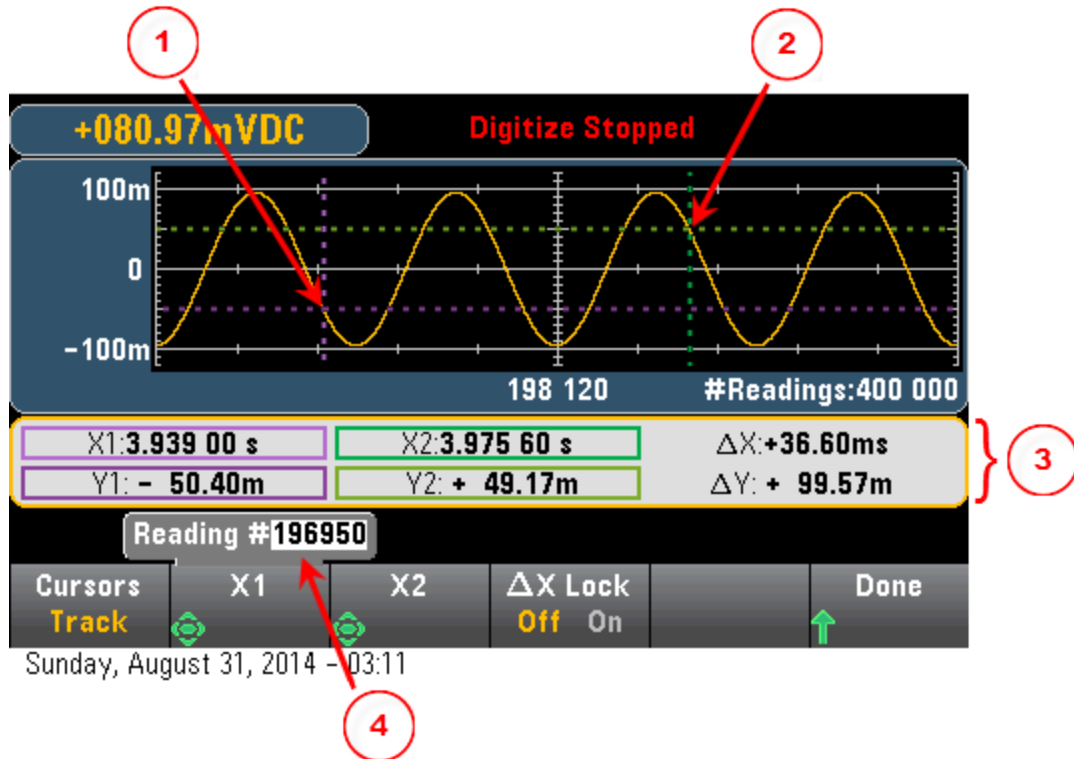 1
2
+080.97mVDC
Digitize Stopped
100m
0
-100m
198 120 #Readings:400 000
X1:3.939 00 s X2:3.975 60 s ΔX:+36.60ms
Y1: - 50.40m Y2: + 49.17m ΔY: + 99.57m
3
Reading #196950
Cursors X1 X2 ΔX Lock Done
Track Off On
Sunday, August 31, 2014 - 03:11
4